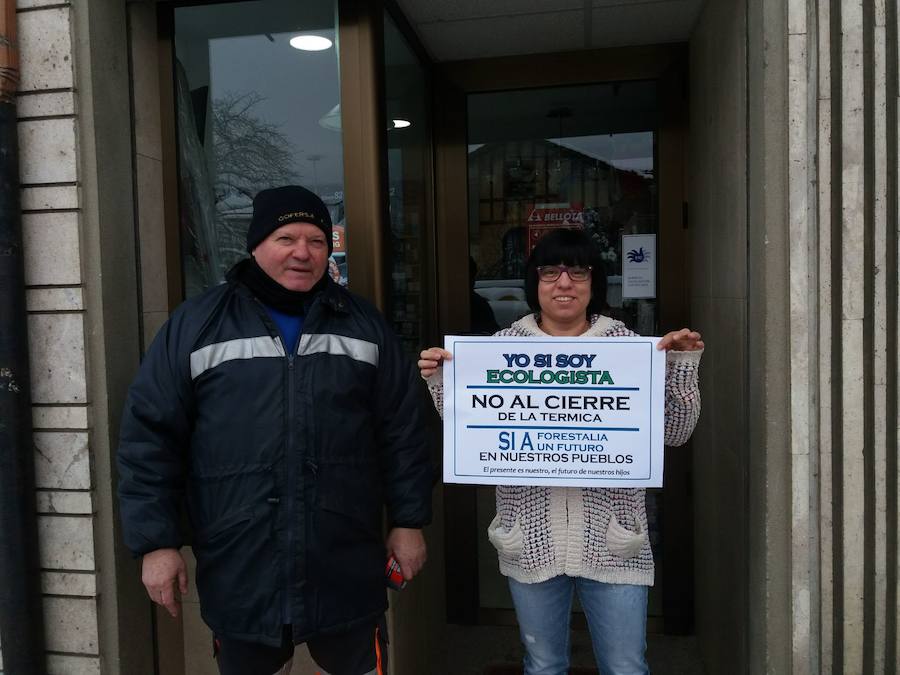 COFERSA
BELLOTA
YO SI SOY
ECOLOGISTA
NO AL CIERRE
DE LA TERMICA
SI A FORESTALIA
UN FUTURO
EN NUESTROS PUEBLOS
El presente es nuestro, el futuro de nuestros hijos